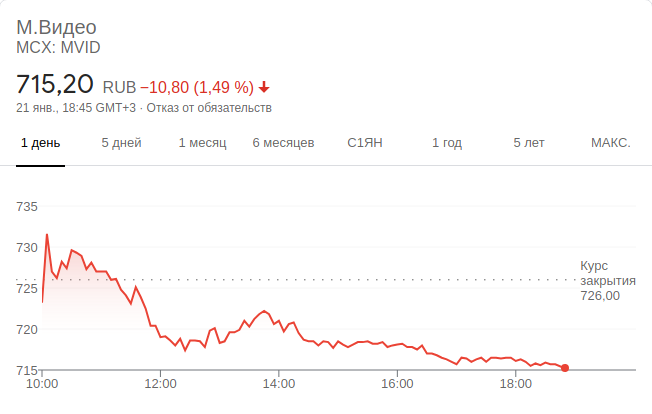 М.Видео
MCX: MVID
715,20 RUB −10,80 (1,49 %)
21 янв., 18:45 GMT+3 · Отказ от обязательств
1 день 5 дней 1 месяц 6 месяцев С1ЯН 1 год 5 лет МАКС.
735
730
Курс
закрытия
726,00
725
720
715
10:00 12:00 14:00 16:00 18:00